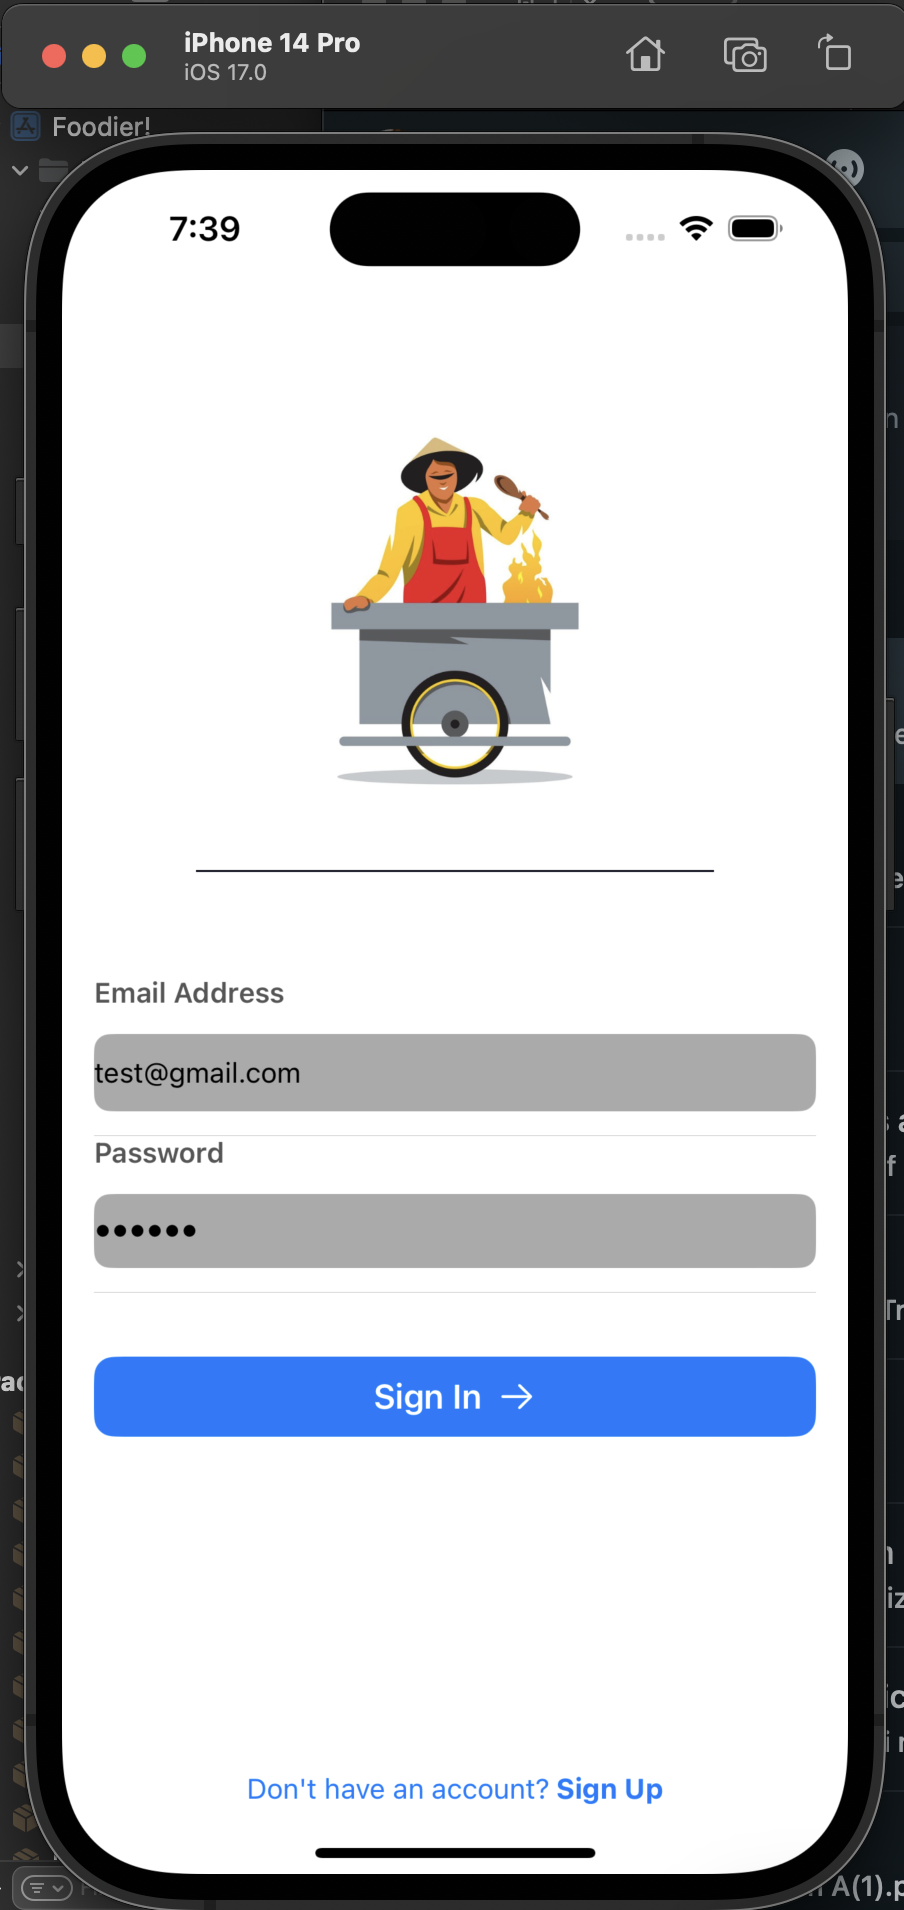 iPhone 14 Pro
iOS 17.0
Foodier!
7:39
Email Address
test@gmail.com
Password
••••••
Sign In →
Don't have an account? Sign Up
A(1).p